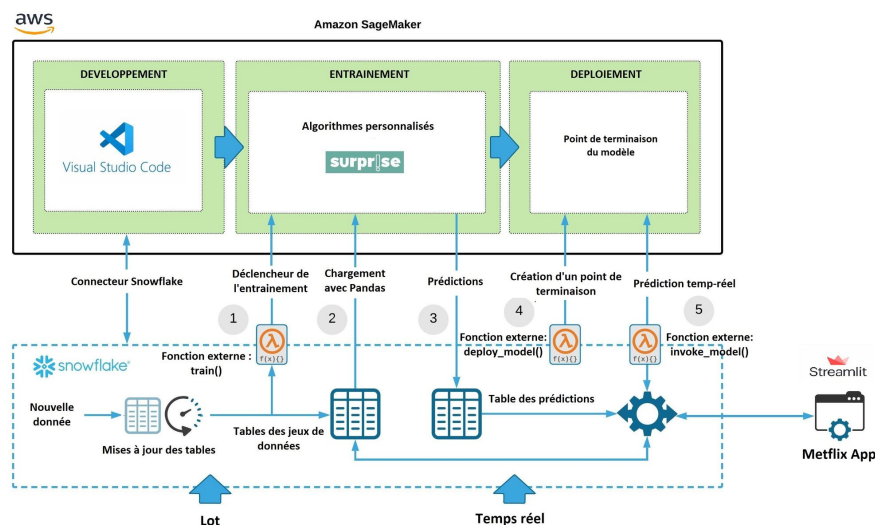 aws
Amazon SageMaker
DEVELOPPEMENT
ENTRAINEMENT
DEPLOIEMENT
Visual Studio Code
Algorithmes personnalisés
surpr!se
Point de terminaison
du modèle
Connecteur Snowflake
Déclencheur de
l'entrainement
Chargement
avec Pandas
Prédictions
Création d'un point de
terminaison
Prédiction temp-réel
1
2
3
4
5
snowflake®
Fonction externe :
train()
f(x){}
Fonction externe:
deploy_model()
f(x){}
f(x){}
Fonction externe:
invoke_model()
Streamlit
Nouvelle
donnée
Mises à jour des tables
Tables des jeux de
données
Table des prédictions
Metflix App
Lot
Temps réel